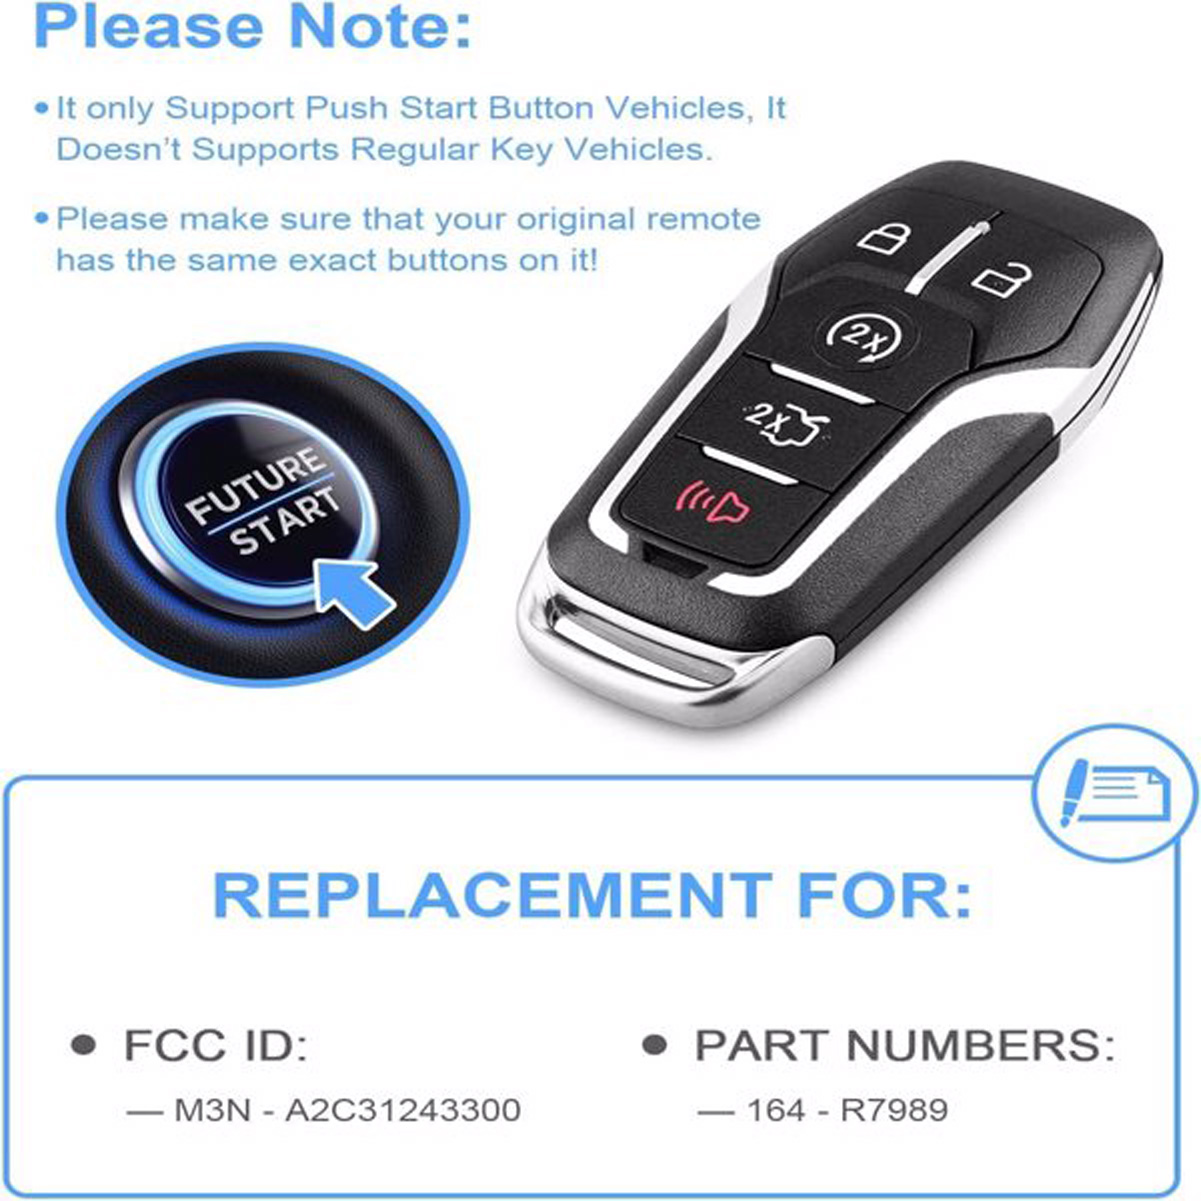 Please Note:
• It only Support Push Start Button Vehicles, It
Doesn't Supports Regular Key Vehicles.
• Please make sure that your original remote
has the same exact buttons on it!
2x
2x
FUTURE
START
REPLACEMENT FOR:
• FCC ID:
— M3N - A2C31243300
• PART NUMBERS:
— 164 - R7989